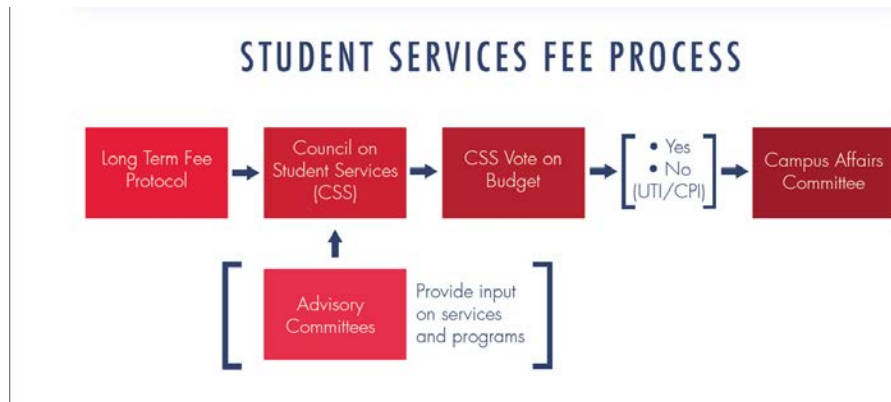 STUDENT SERVICES FEE PROCESS
Long Term Fee
Protocol
Council on
Student Services
(CSS)
CSS Vote on
Budget
• Yes
• No
(UTI/CPI)
Campus Affairs
Committee
Advisory
Committees
Provide input
on services
and programs